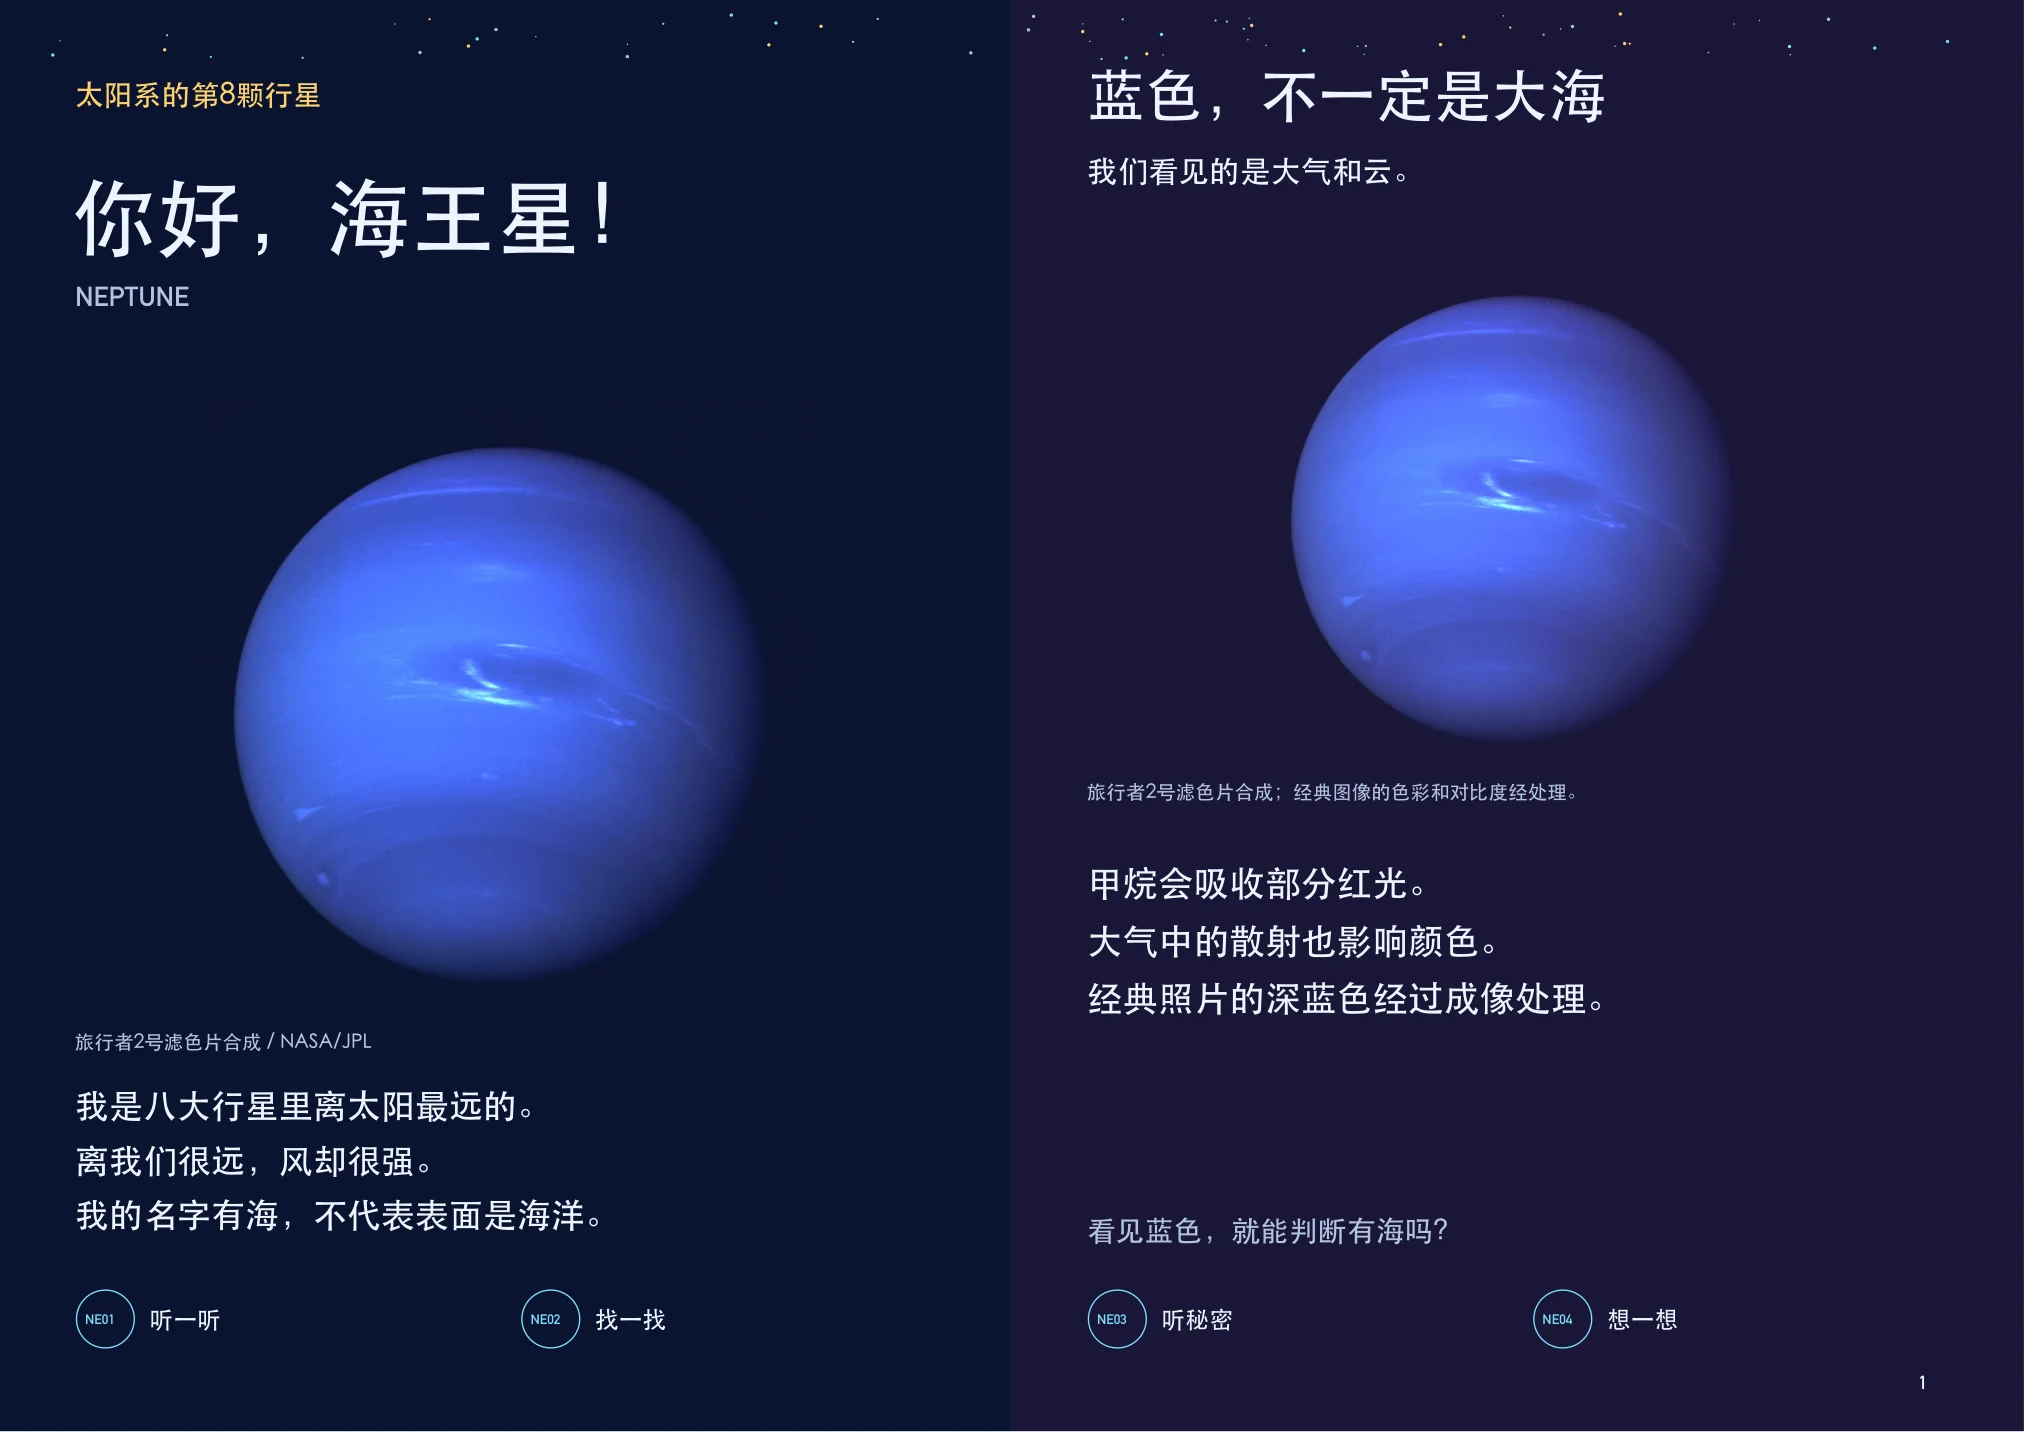 太阳系的第8颗行星
你好，海王星！
NEPTUNE
旅行者2号滤色片合成 / NASA/JPL
我是八大行星里离太阳最远的。
离我们很远，风却很强。
我的名字有海，不代表表面是海洋。
NE01 听一听
NE02 找一找
蓝色，不一定是大海
我们看见的是大气和云。
旅行者2号滤色片合成；经典图像的色彩和对比度经处理。
甲烷会吸收部分红光。
大气中的散射也影响颜色。
经典照片的深蓝色经过成像处理。
看见蓝色，就能判断有海吗？
NE03 听秘密
NE04 想一想
1